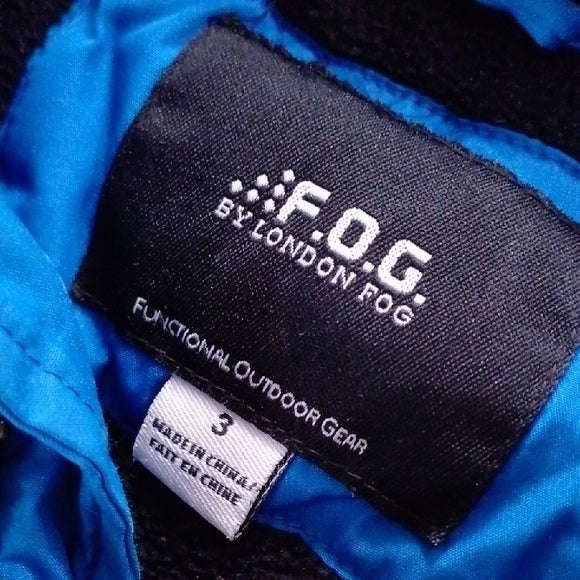 F.O.G.
BY LONDON FOG
FUNCTIONAL OUTDOOR GEAR
3
MADE IN CHINA/
FAIT EN CHINE